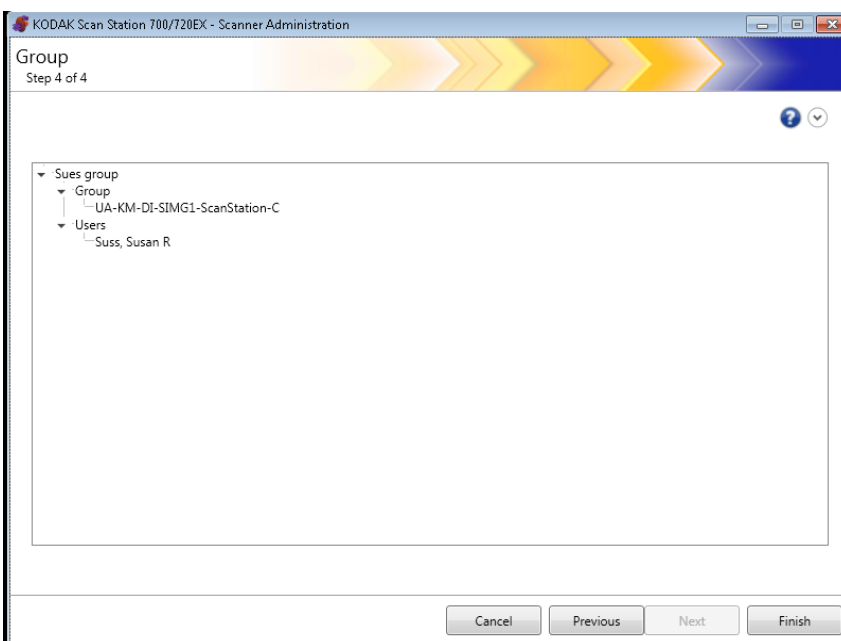 KODAK Scan Station 700/720EX - Scanner Administration
Group
Step 4 of 4
?
Sues group
Group
UA-KM-DI-SIMG1-ScanStation-C
Users
Suss, Susan R
Cancel Previous Next Finish